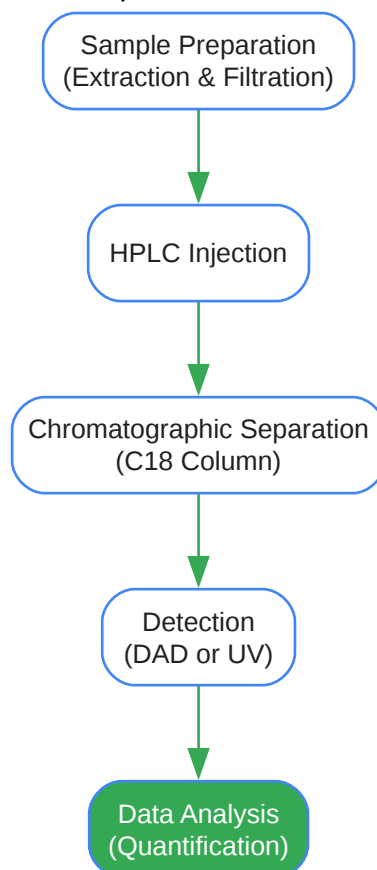 Sample Preparation
(Extraction & Filtration)
HPLC Injection
Chromatographic Separation
(C18 Column)
Detection
(DAD or UV)
Data Analysis
(Quantification)